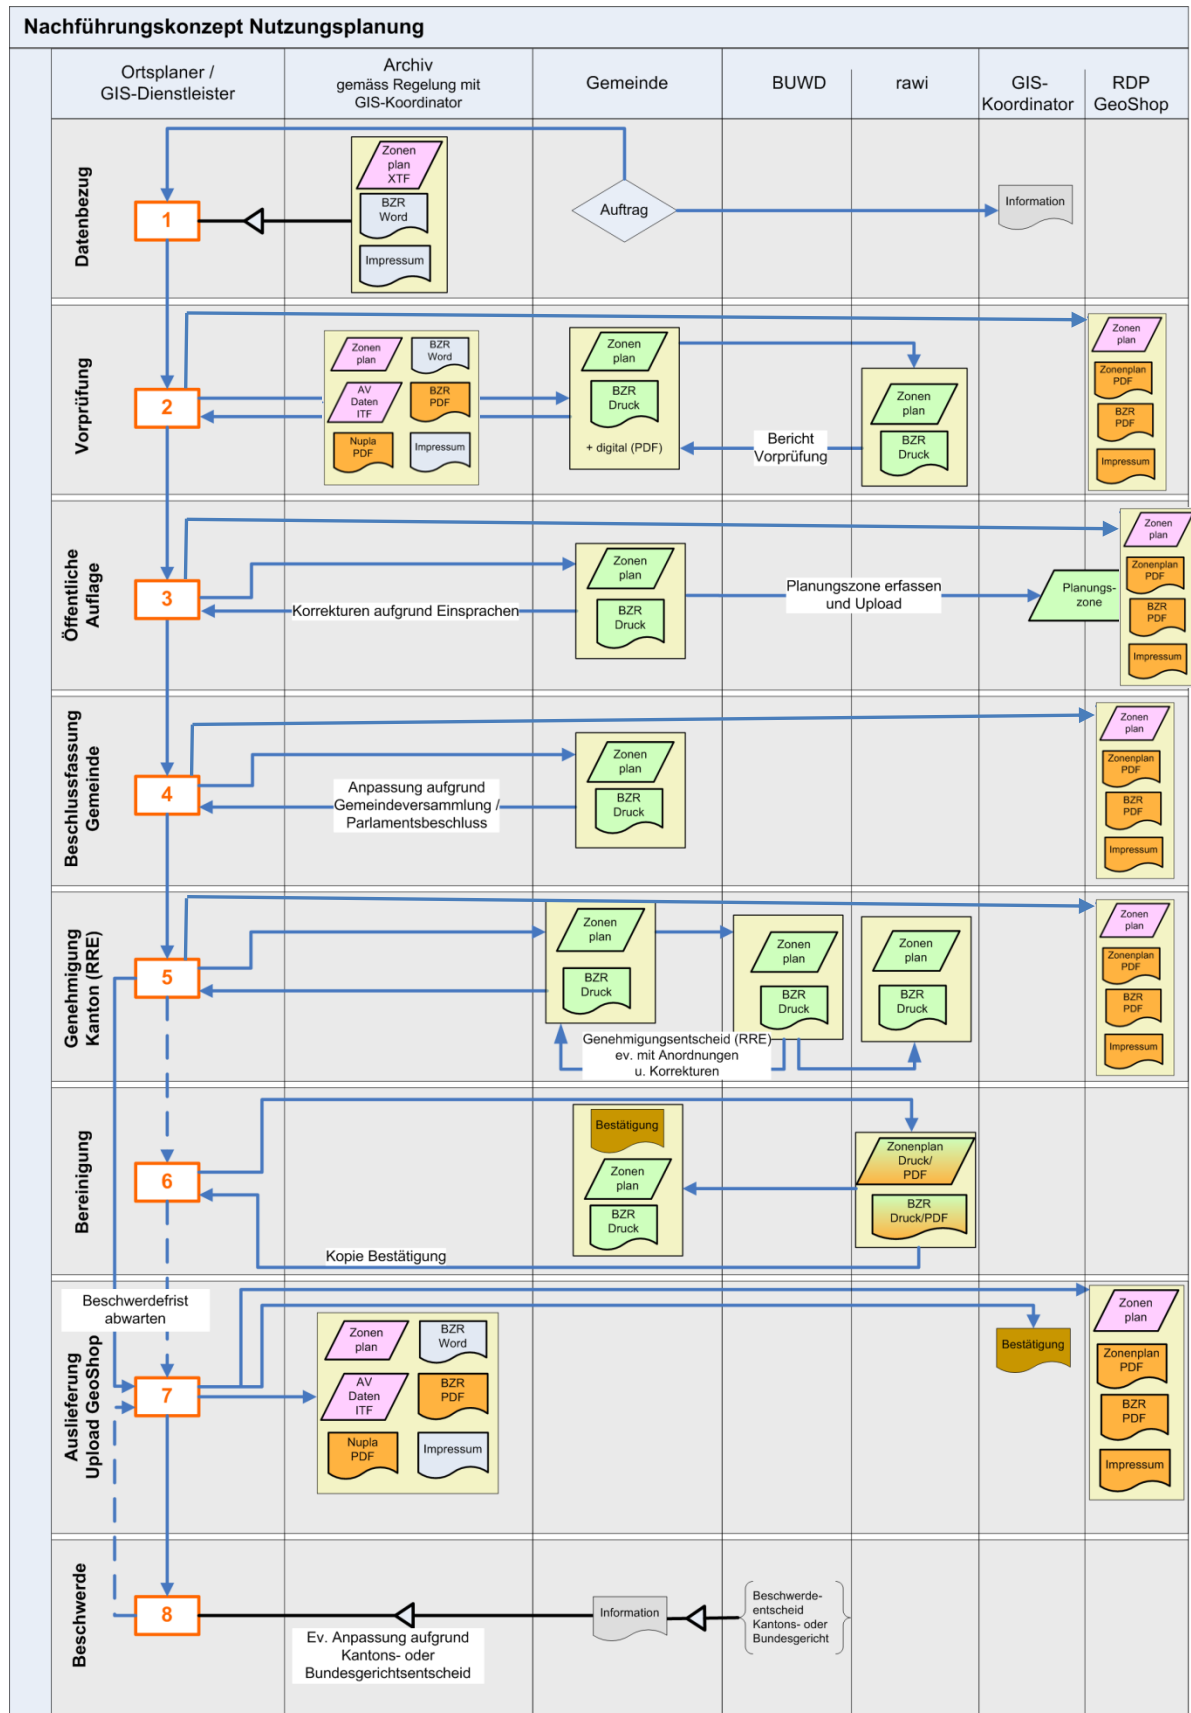 Nachführungskonzept Nutzungsplanung
Ortsplaner /
GIS-Dienstleister
Archiv
gemäss Regelung mit
GIS-Koordinator
Gemeinde
BUWD
rawi
GIS-
Koordinator
RDP
GeoShop
Datenbezug
1
Zonen
plan
XTF
BZR
Word
Impressum
Auftrag
Information
Vorprüfung
2
Zonen
plan
BZR
Word
AV
Daten
ITF
BZR
PDF
Nupla
PDF
Impressum
Zonen
plan
BZR
Druck
+ digital (PDF)
Bericht
Vorprüfung
Zonen
plan
BZR
Druck
Zonen
plan
Zonenplan
PDF
BZR
PDF
Impressum
Öffentliche
Auflage
3
Korrekturen aufgrund Einsprachen
Zonen
plan
BZR
Druck
Planungszone erfassen
und Upload
Planungs-
zone
Zonen
plan
Zonenplan
PDF
BZR
PDF
Impressum
Beschlussfassung
Gemeinde
4
Anpassung aufgrund
Gemeindeversammlung /
Parlamentsbeschluss
Zonen
plan
BZR
Druck
Zonen
plan
Zonenplan
PDF
BZR
PDF
Impressum
Genehmigung
Kanton (RRE)
5
Zonen
plan
BZR
Druck
Zonen
plan
BZR
Druck
Zonen
plan
BZR
Druck
Genehmigungsentscheid (RRE)
ev. mit Anordnungen
u. Korrekturen
Zonen
plan
Zonenplan
PDF
BZR
PDF
Impressum
Bereinigung
6
Kopie Bestätigung
Bestätigung
Zonen
plan
BZR
Druck
Zonenplan
Druck/
PDF
BZR
Druck/PDF
Auslieferung
Upload GeoShop
Beschwerdefrist
abwarten
7
Zonen
plan
BZR
Word
AV
Daten
ITF
BZR
PDF
Nupla
PDF
Impressum
Bestätigung
Zonen
plan
Zonenplan
PDF
BZR
PDF
Impressum
Beschwerde
8
Ev. Anpassung aufgrund
Kantons- oder
Bundesgerichtsentscheid
Information
Beschwerde-
entscheid
Kantons- oder
Bundesgericht